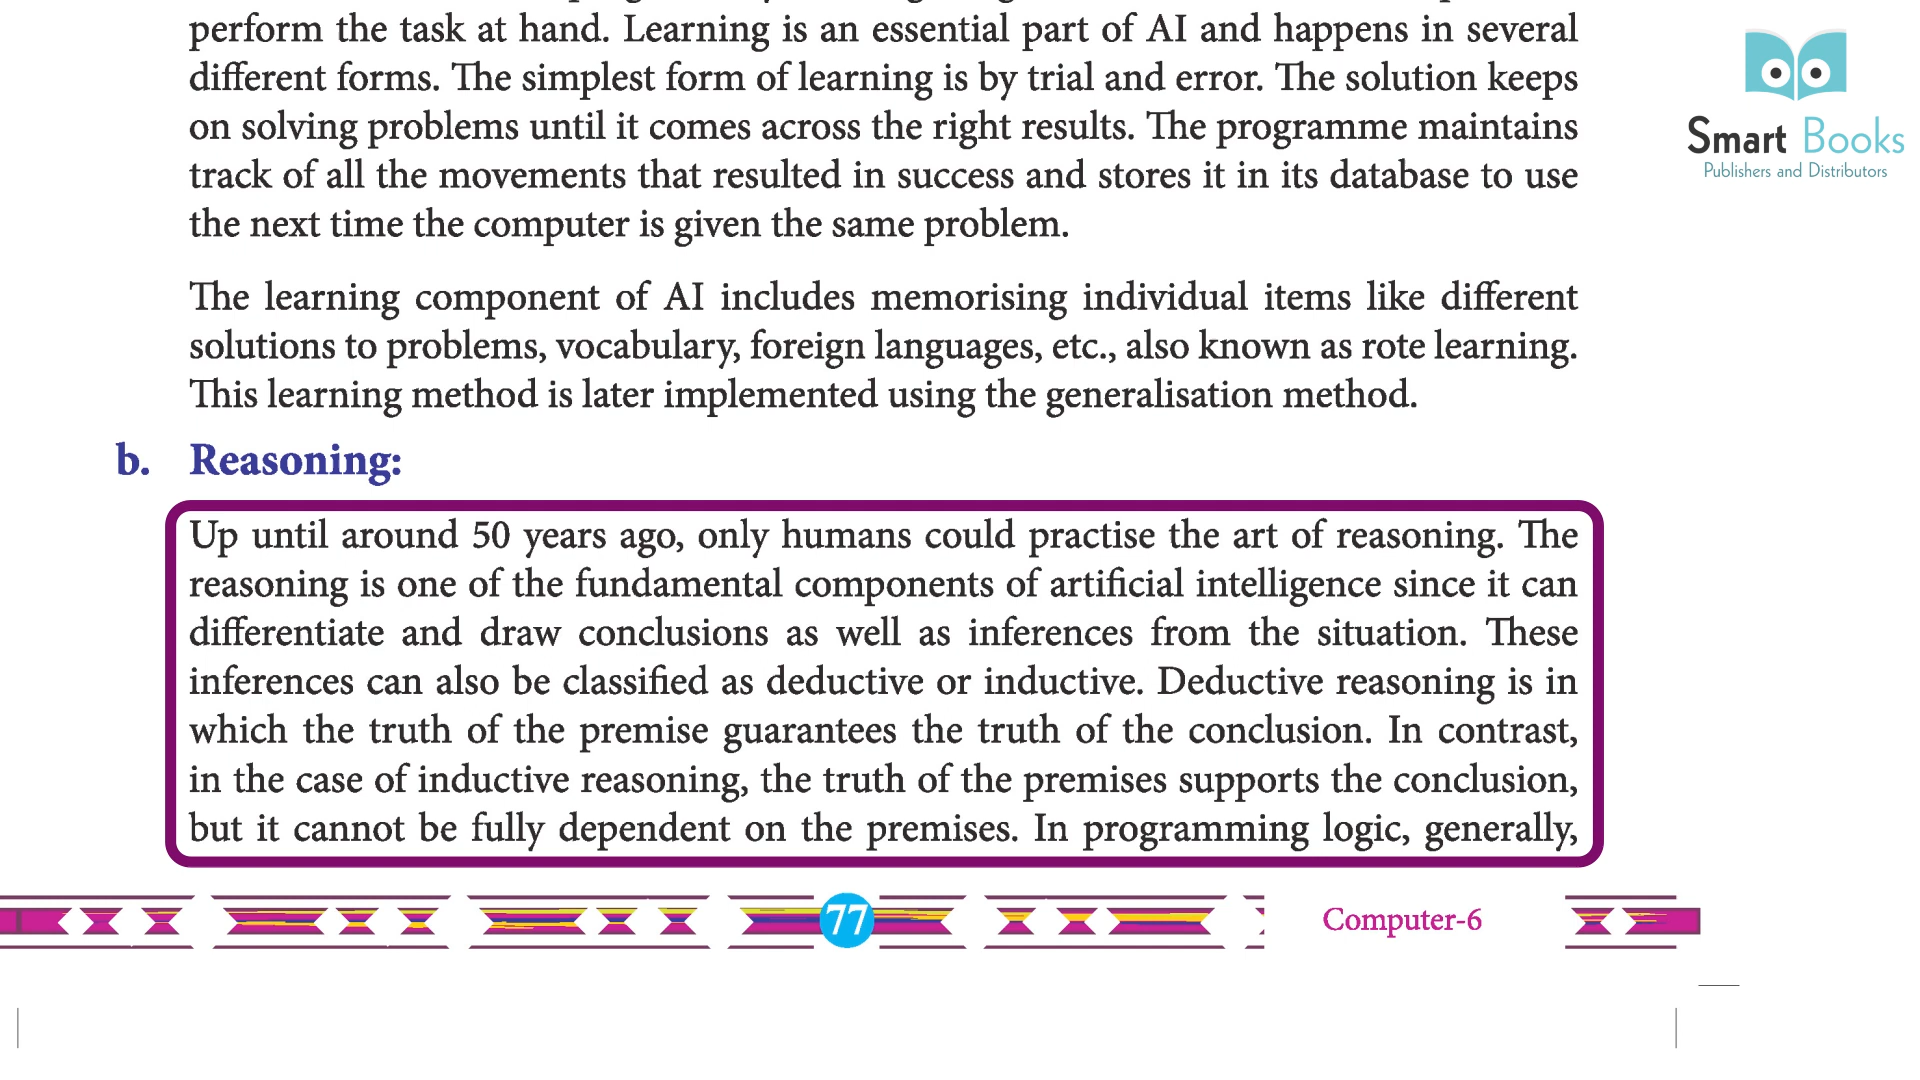 perform the task at hand. Learning is an essential part of AI and happens in several
different forms. The simplest form of learning is by trial and error. The solution keeps
on solving problems until it comes across the right results. The programme maintains
track of all the movements that resulted in success and stores it in its database to use
the next time the computer is given the same problem.
The learning component of AI includes memorising individual items like different
solutions to problems, vocabulary, foreign languages, etc., also known as rote learning.
This learning method is later implemented using the generalisation method.
b. Reasoning:
Up until around 50 years ago, only humans could practise the art of reasoning. The
reasoning is one of the fundamental components of artificial intelligence since it can
differentiate and draw conclusions as well as inferences from the situation. These
inferences can also be classified as deductive or inductive. Deductive reasoning is in
which the truth of the premise guarantees the truth of the conclusion. In contrast,
in the case of inductive reasoning, the truth of the premises supports the conclusion,
but it cannot be fully dependent on the premises. In programming logic, generally,
77
Computer-6
Smart Books
Publishers and Distributors